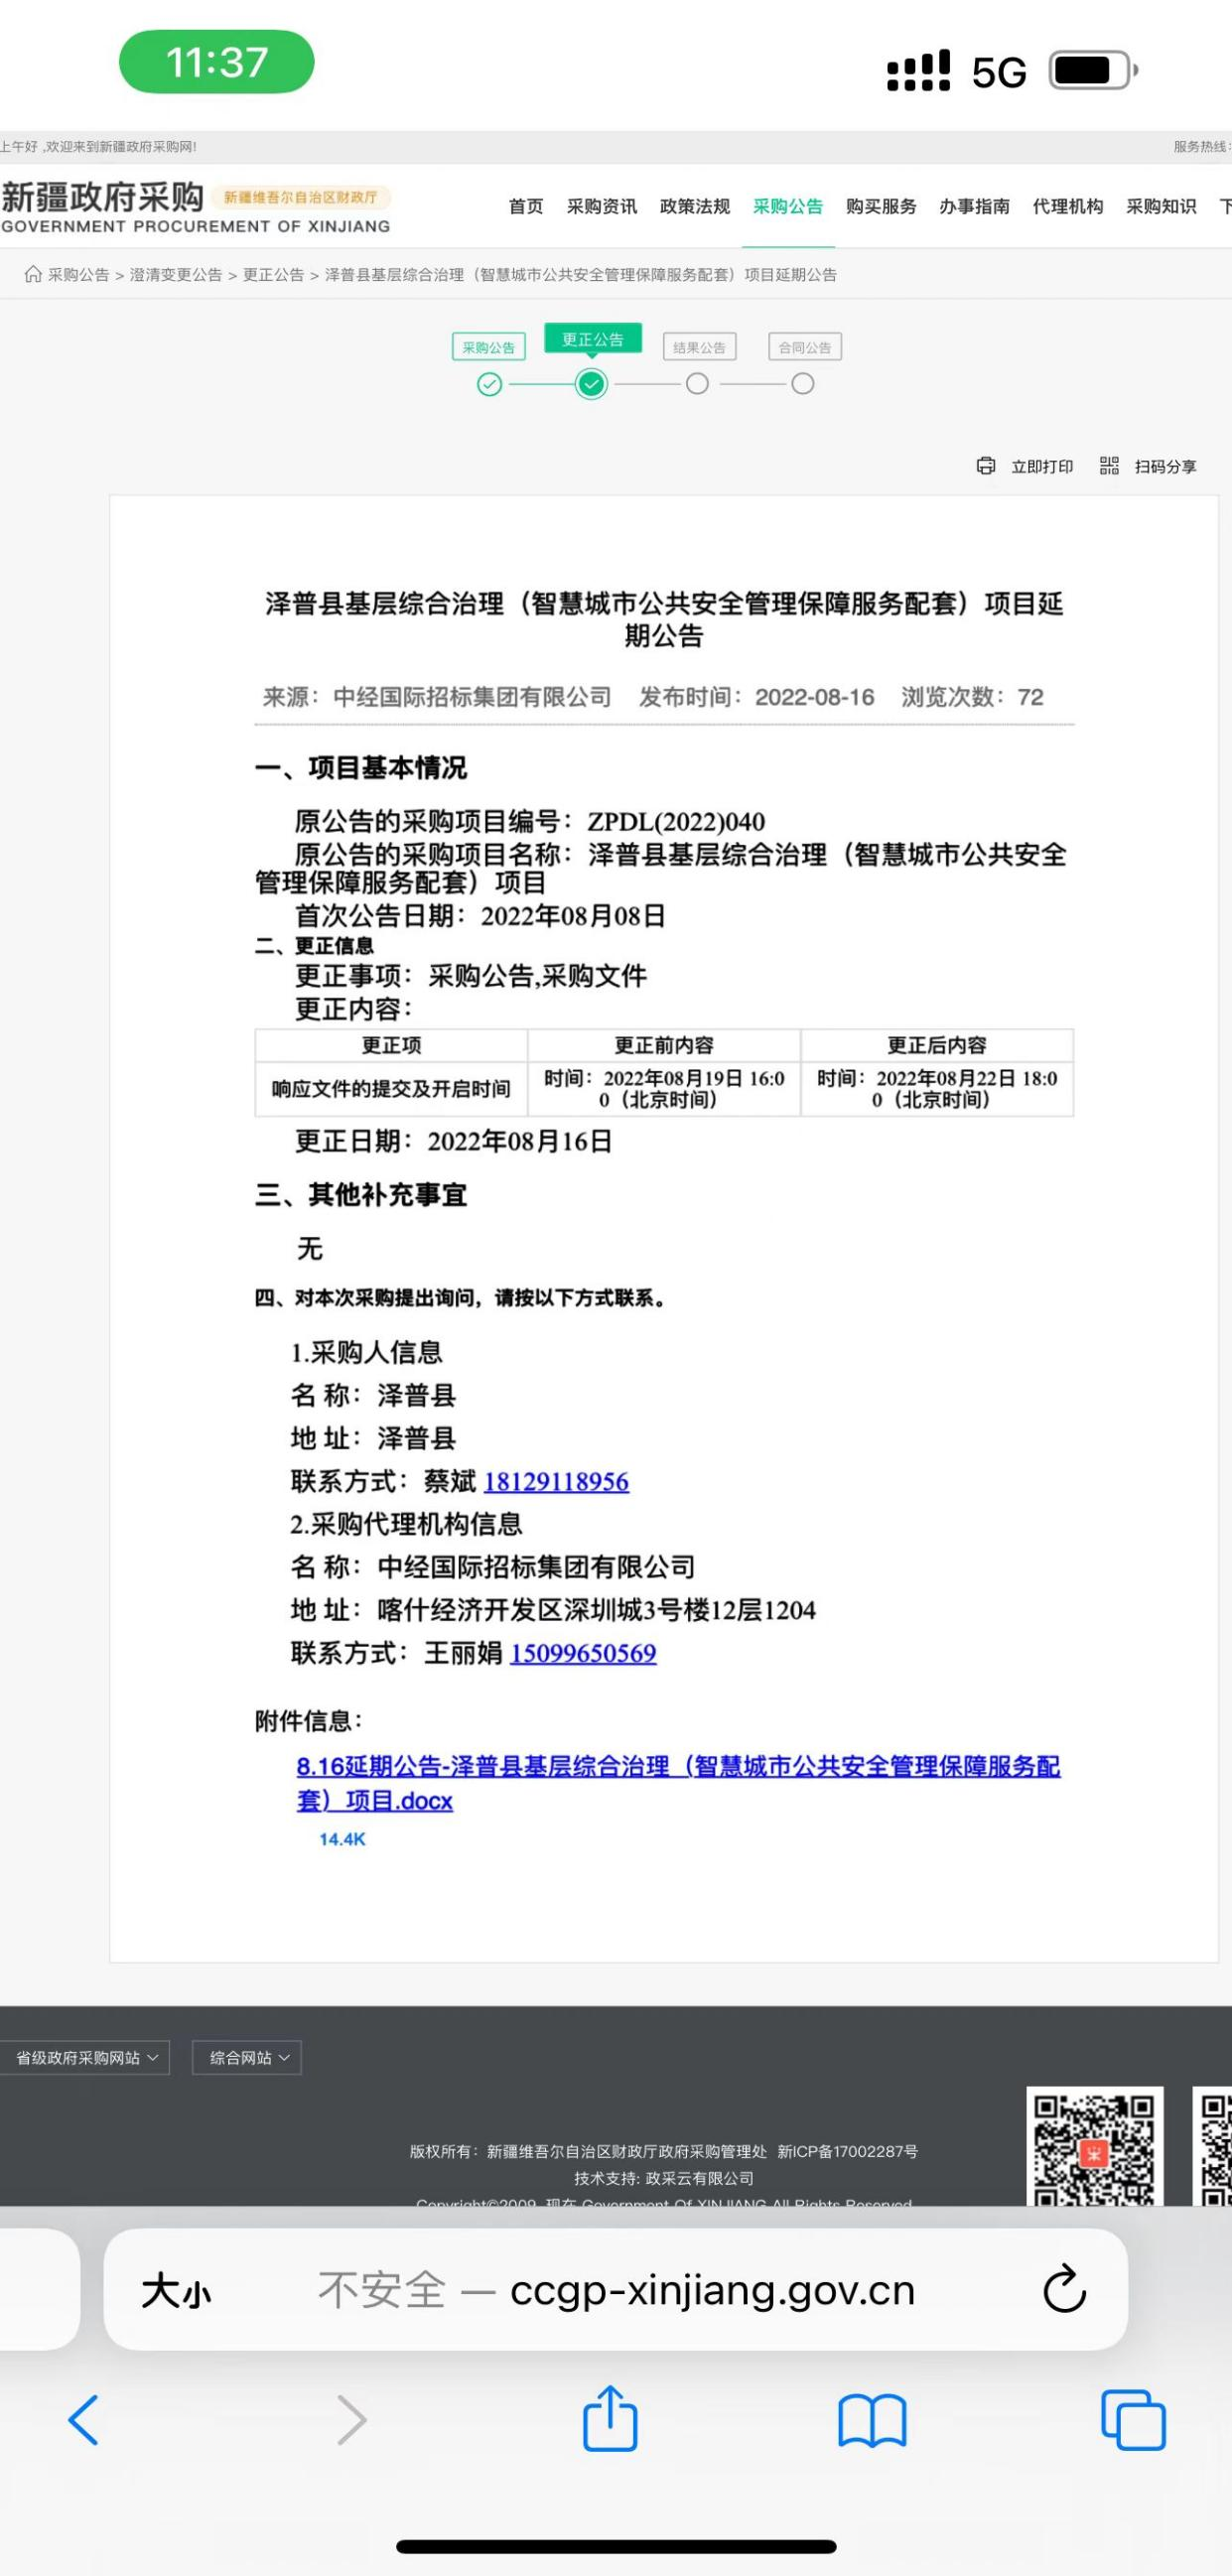 11:37
5G
上午好 ,欢迎来到新疆政府采购网!
服务热线:
新疆政府采购 新疆维吾尔自治区财政厅
GOVERNMENT PROCUREMENT OF XINJIANG
首页 采购资讯 政策法规 采购公告 购买服务 办事指南 代理机构 采购知识 下
采购公告 > 澄清变更公告 > 更正公告 > 泽普县基层综合治理（智慧城市公共安全管理保障服务配套）项目延期公告
采购公告 更正公告 结果公告 合同公告
立即打印 扫码分享
泽普县基层综合治理（智慧城市公共安全管理保障服务配套）项目延
期公告
来源：中经国际招标集团有限公司 发布时间：2022-08-16 浏览次数：72
一、项目基本情况
原公告的采购项目编号：ZPDL(2022)040
原公告的采购项目名称：泽普县基层综合治理（智慧城市公共安全
管理保障服务配套）项目
首次公告日期：2022年08月08日
二、更正信息
更正事项：采购公告,采购文件
更正内容：
更正项 更正前内容 更正后内容
响应文件的提交及开启时间 时间：2022年08月19日 16:0
0（北京时间） 时间：2022年08月22日 18:0
0（北京时间）
更正日期：2022年08月16日
三、其他补充事宜
无
四、对本次采购提出询问，请按以下方式联系。
1.采购人信息
名 称：泽普县
地 址：泽普县
联系方式：蔡斌 18129118956
2.采购代理机构信息
名 称：中经国际招标集团有限公司
地 址：喀什经济开发区深圳城3号楼12层1204
联系方式：王丽娟 15099650569
附件信息：
8.16延期公告-泽普县基层综合治理（智慧城市公共安全管理保障服务配
套）项目.docx
14.4K
省级政府采购网站 综合网站
版权所有：新疆维吾尔自治区财政厅政府采购管理处 新ICP备17002287号
技术支持: 政采云有限公司
Copyright©2009-现在 Government Of XINJIANG All Rights Reserved
大小 不安全 — ccgp-xinjiang.gov.cn